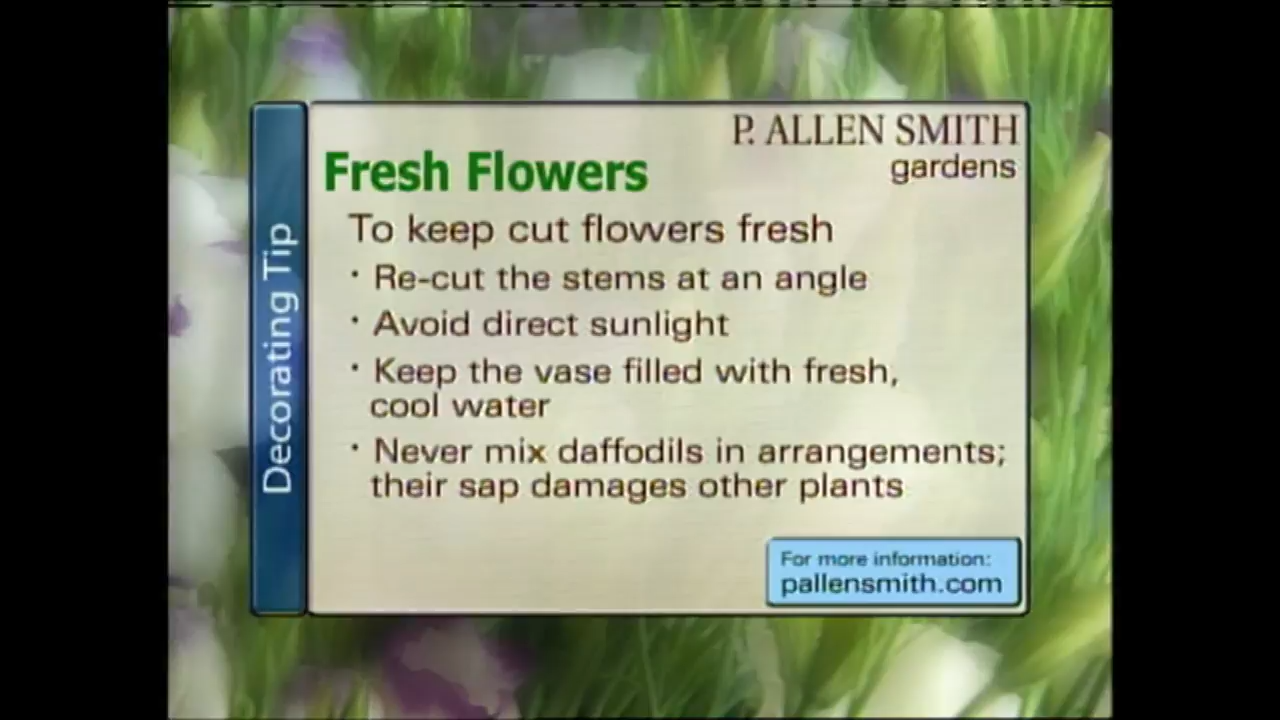 P. ALLEN SMITH
gardens
Fresh Flowers
To keep cut flowers fresh
· Re-cut the stems at an angle
· Avoid direct sunlight
· Keep the vase filled with fresh,
cool water
· Never mix daffodils in arrangements;
their sap damages other plants
Decorating Tip
For more information:
pallensmith.com